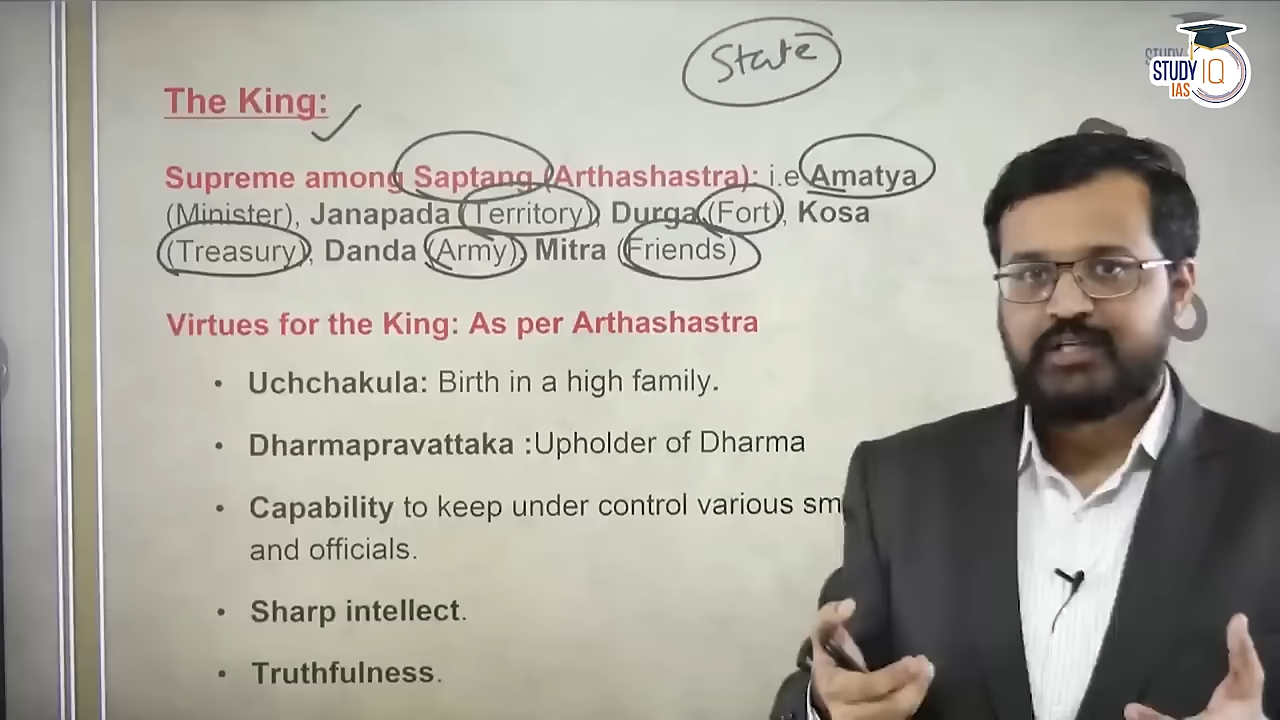 State
STUDY IQ
IAS
The King:
Supreme among Saptang (Arthashastra): i.e Amatya
(Minister), Janapada (Territory), Durga (Fort), Kosa
(Treasury), Danda (Army), Mitra (Friends)
Virtues for the King: As per Arthashastra
• Uchchakula: Birth in a high family.
• Dharmapravattaka :Upholder of Dharma
• Capability to keep under control various sm
and officials.
• Sharp intellect.
• Truthfulness.